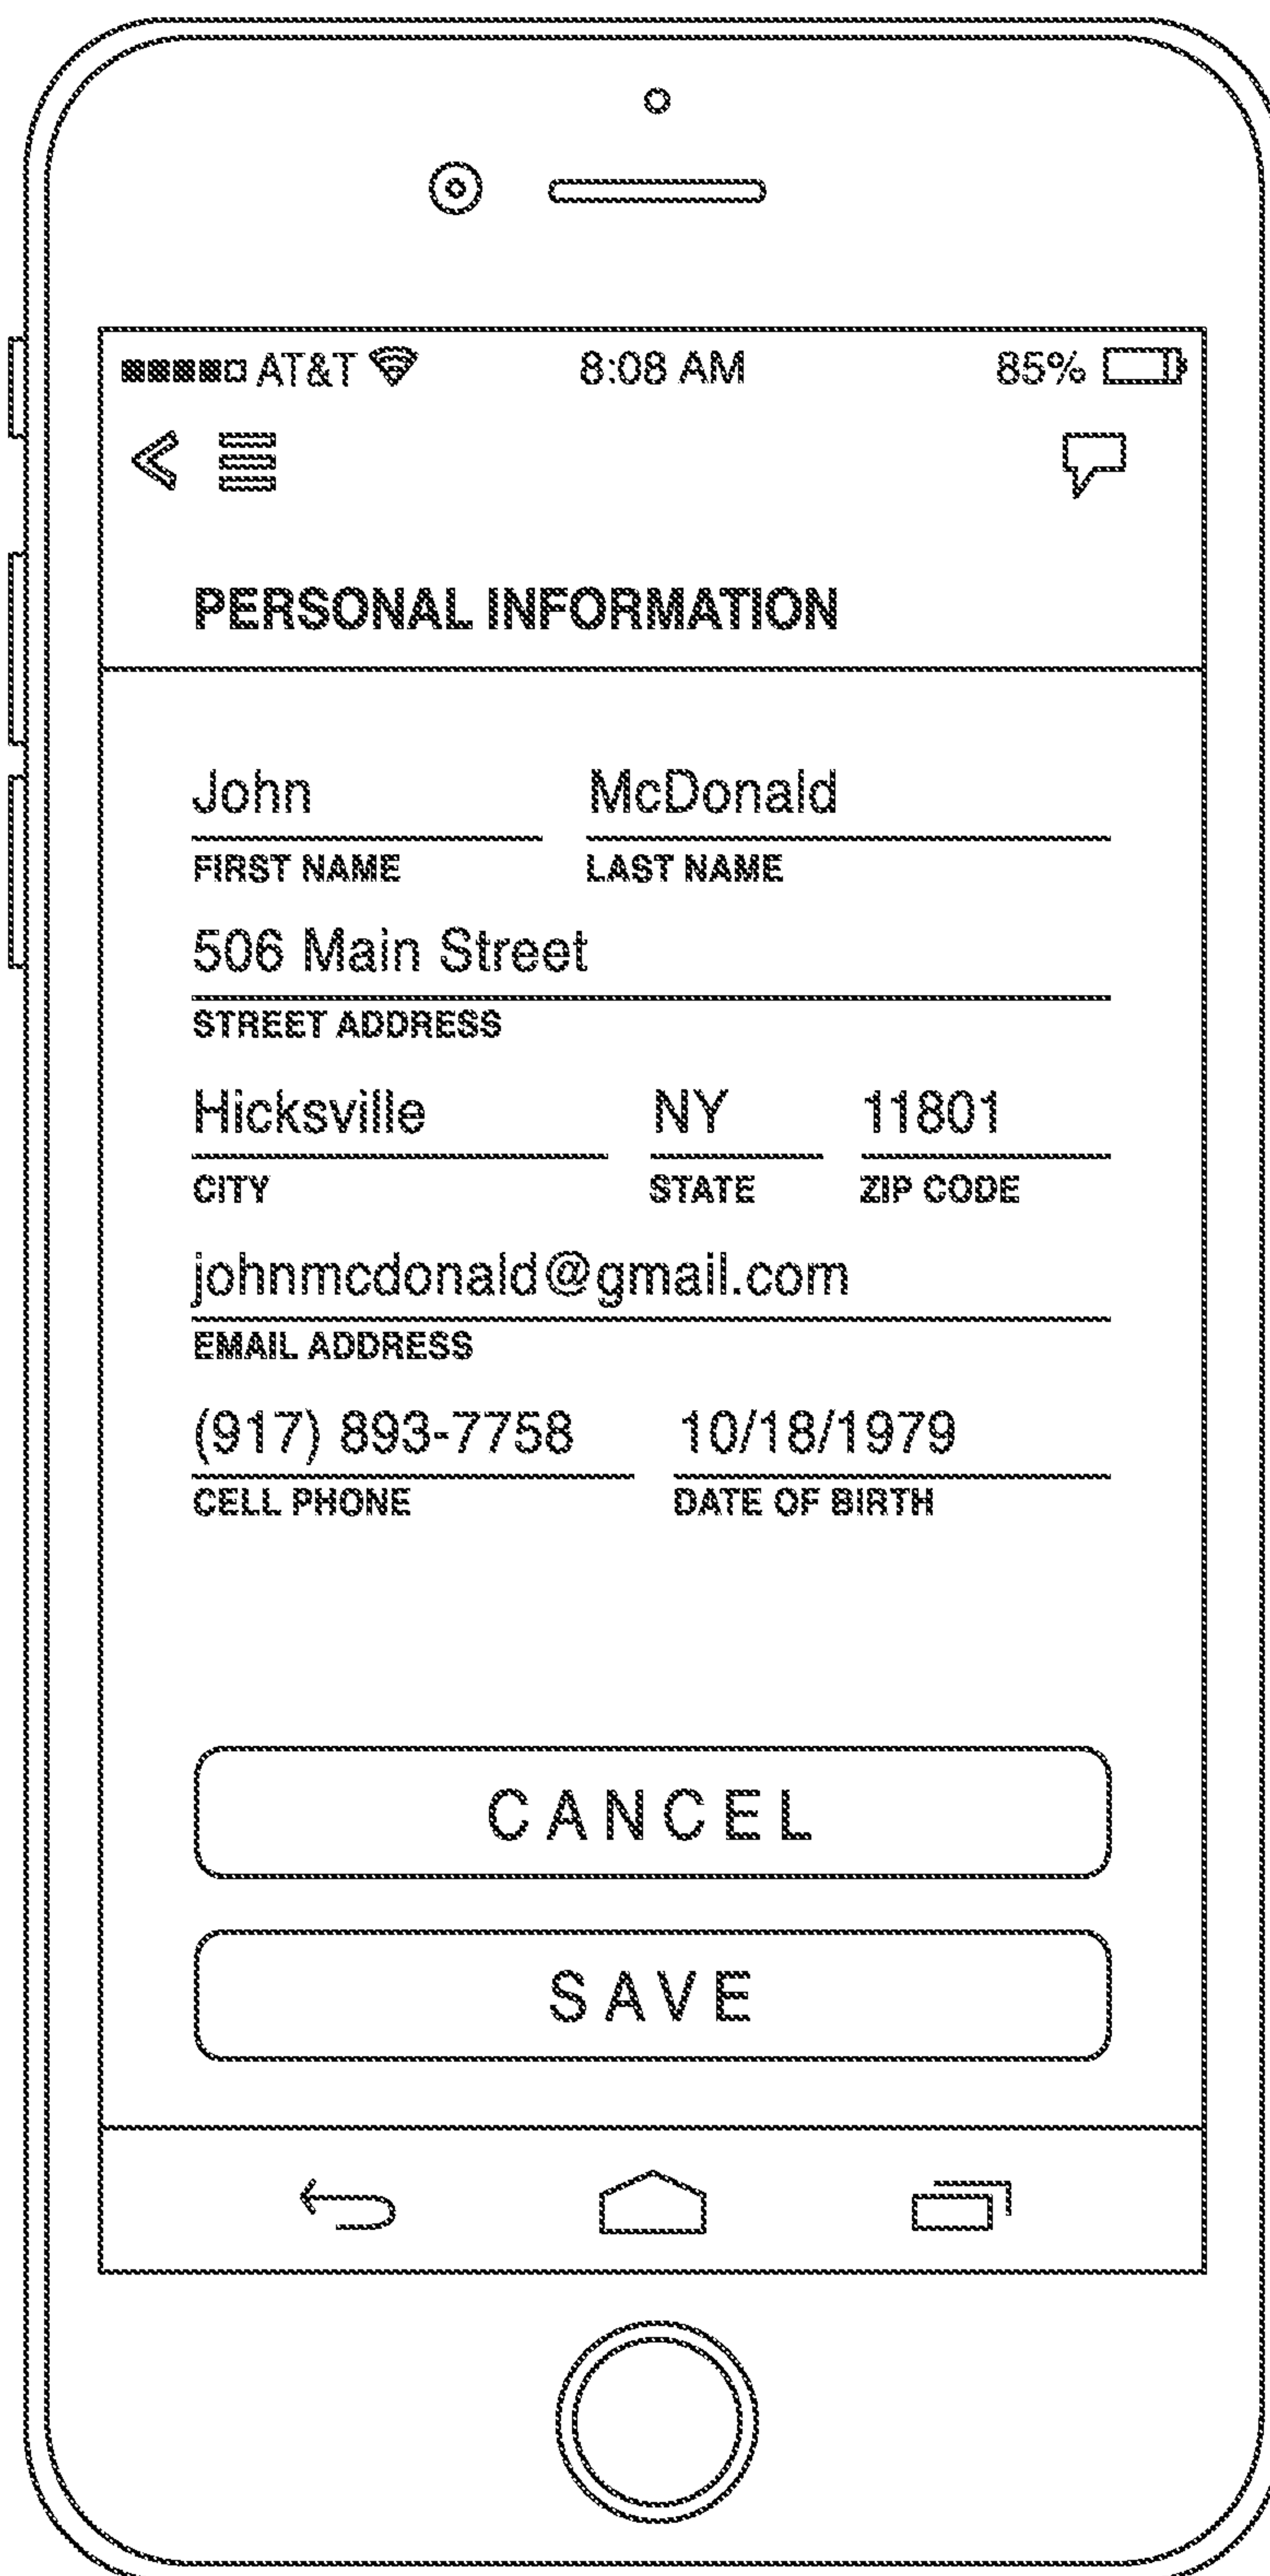 AT&T 8:08 AM 85%
PERSONAL INFORMATION
John McDonald
FIRST NAME LAST NAME
506 Main Street
STREET ADDRESS
Hicksville NY 11801
CITY STATE ZIP CODE
johnmcdonald@gmail.com
EMAIL ADDRESS
(917) 893-7758 10/18/1979
CELL PHONE DATE OF BIRTH
CANCEL
SAVE